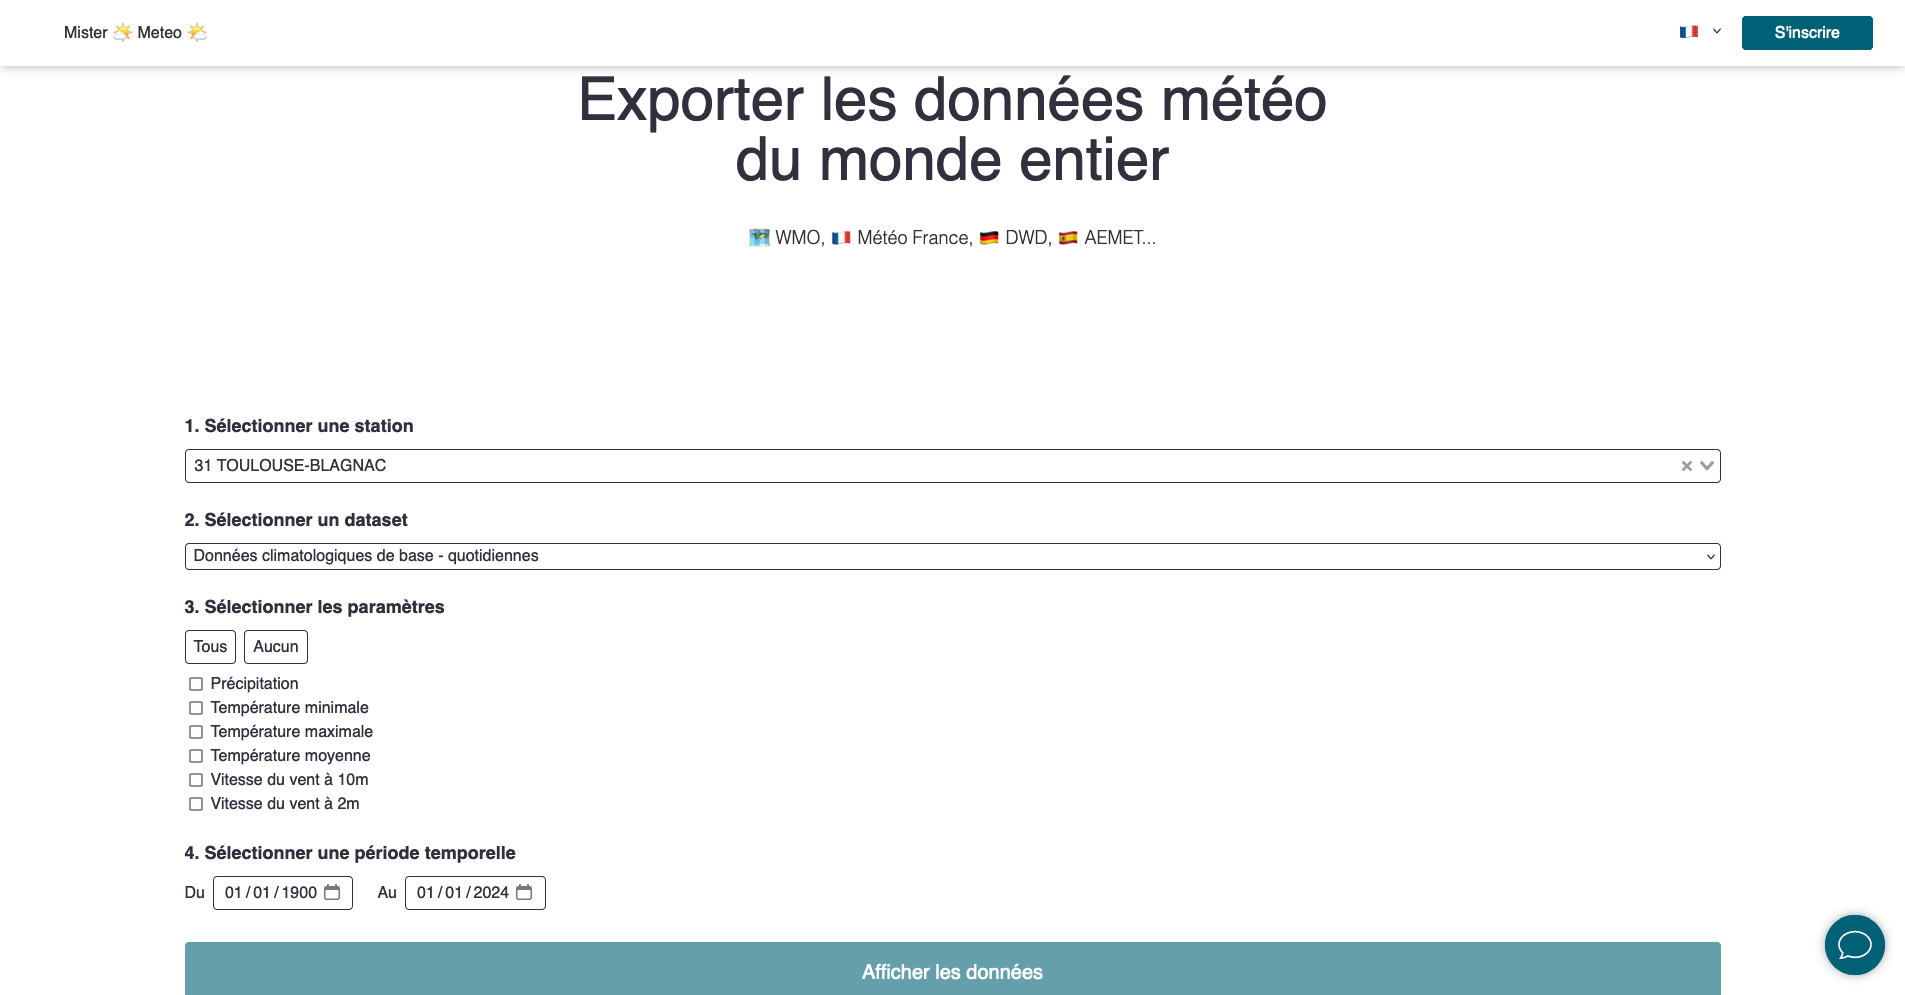 Mister Meteo
S'inscrire
Exporter les données météo
du monde entier
WMO, Météo France, DWD, AEMET...
1. Sélectionner une station
31 TOULOUSE-BLAGNAC
2. Sélectionner un dataset
Données climatologiques de base - quotidiennes
3. Sélectionner les paramètres
Tous Aucun
Précipitation
Température minimale
Température maximale
Température moyenne
Vitesse du vent à 10m
Vitesse du vent à 2m
4. Sélectionner une période temporelle
Du 01/01/1900 Au 01/01/2024
Afficher les données